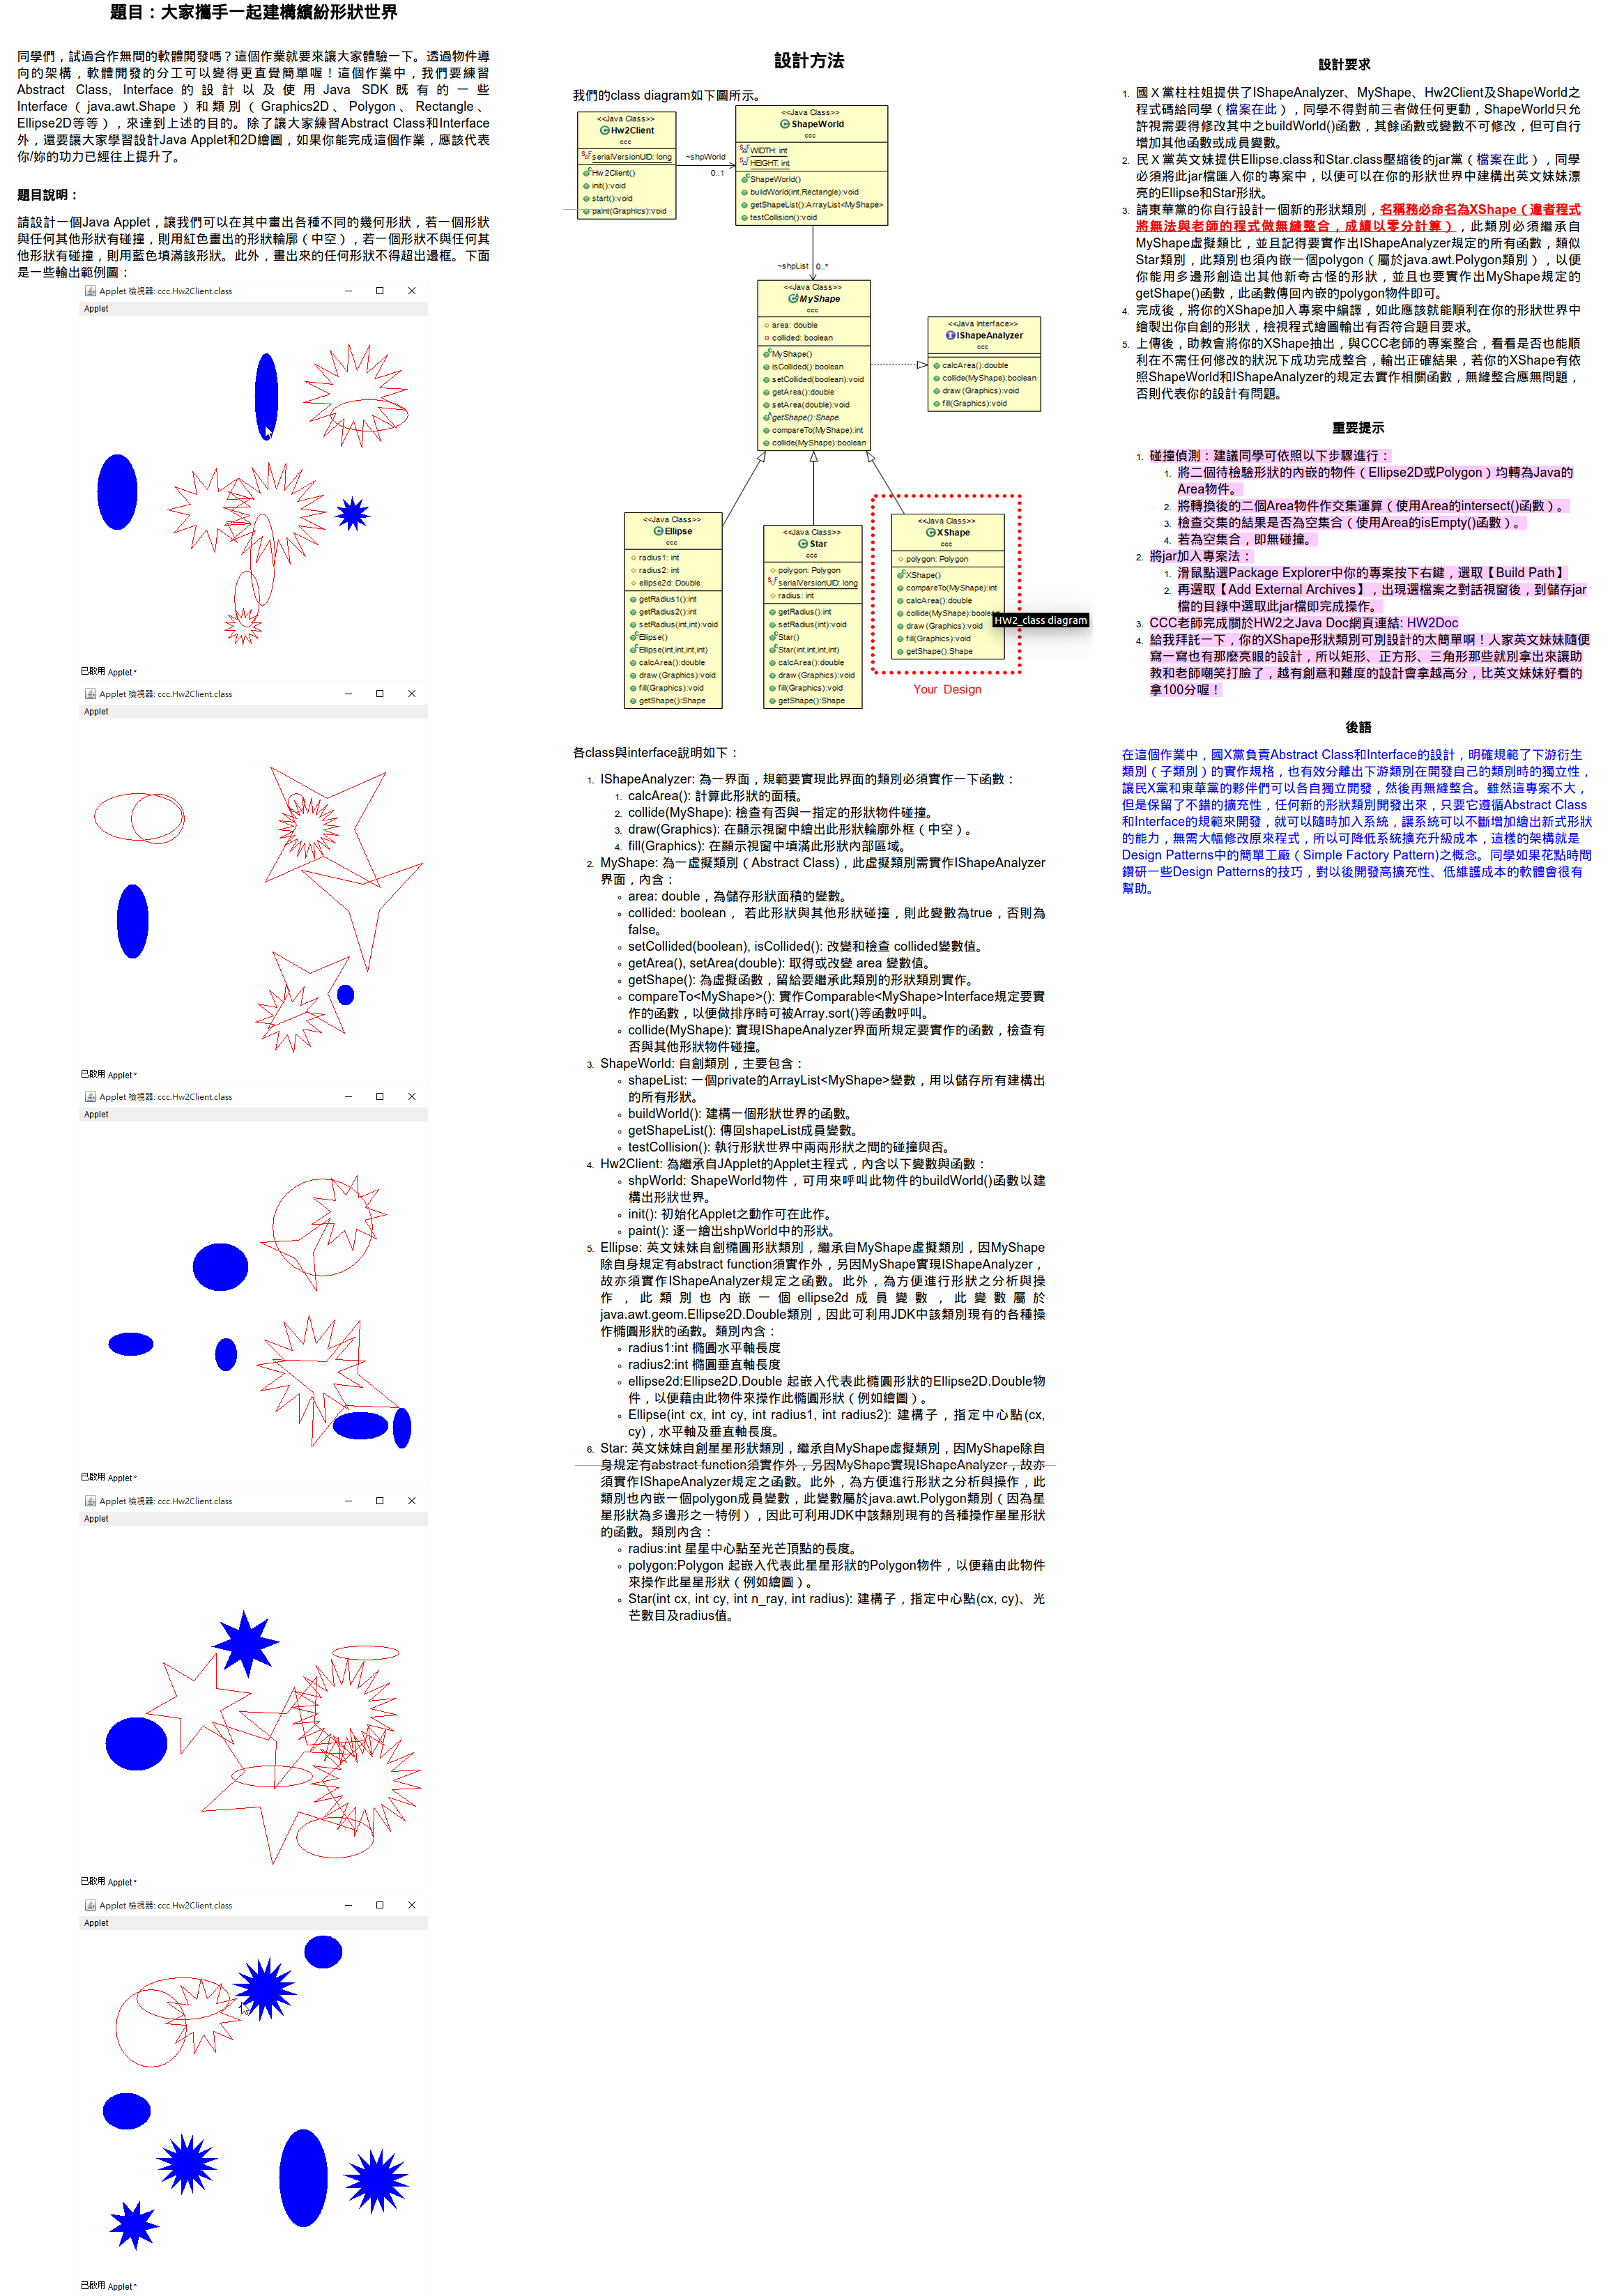 題目：大家攜手一起建構繽紛形狀世界
同學們，試過合作無間的軟體開發嗎？這個作業就要來讓大家體驗一下。透過物件導
向的架構，軟體開發的分工可以變得更直覺簡單喔！這個作業中，我們要練習
Abstract Class, Interface 的設計以及使用 Java SDK 既有的一些
Interface（java.awt.Shape）和類別（Graphics2D、Polygon、Rectangle、
Ellipse2D等等），來達到上述的目的。除了讓大家練習Abstract Class和Interface
外，還要讓大家學習設計Java Applet和2D繪圖，如果你能完成這個作業，應該代表
你/妳的功力已經往上提升了。
題目說明：
請設計一個Java Applet，讓我們可以在其中畫出各種不同的幾何形狀，若一個形狀
與任何其他形狀有碰撞，則用紅色畫出的形狀輪廓（中空），若一個形狀不與任何其
他形狀有碰撞，則用藍色填滿該形狀。此外，畫出來的任何形狀不得超出邊框。下面
是一些輸出範例圖：
Applet 檢視器: ccc.Hw2Client.class
Applet
已啟用 Applet。
Applet 檢視器: ccc.Hw2Client.class
Applet
已啟用 Applet。
Applet 檢視器: ccc.Hw2Client.class
Applet
已啟用 Applet。
Applet 檢視器: ccc.Hw2Client.class
Applet
已啟用 Applet。
Applet 檢視器: ccc.Hw2Client.class
Applet
已啟用 Applet。
設計方法
我們的class diagram如下圖所示。
<<Java Class>>
Hw2Client
ccc
serialVersionUID: long
Hw2Client()
init():void
start():void
paint(Graphics):void
~shpWorld
0..1
<<Java Class>>
ShapeWorld
ccc
WIDTH: int
HEIGHT: int
ShapeWorld()
buildWorld(int,Rectangle):void
getShapeList():ArrayList<MyShape>
testCollision():void
~shpList
0..*
<<Java Class>>
MyShape
ccc
area: double
collided: boolean
MyShape()
isCollided():boolean
setCollided(boolean):void
getArea():double
setArea(double):void
getShape():Shape
compareTo(MyShape):int
collide(MyShape):boolean
<<Java Interface>>
IShapeAnalyzer
ccc
calcArea():double
collide(MyShape):boolean
draw(Graphics):void
fill(Graphics):void
<<Java Class>>
Ellipse
ccc
radius1: int
radius2: int
ellipse2d: Double
getRadius1():int
getRadius2():int
setRadius(int,int):void
Ellipse()
Ellipse(int,int,int,int)
calcArea():double
draw(Graphics):void
fill(Graphics):void
getShape():Shape
<<Java Class>>
Star
ccc
polygon: Polygon
serialVersionUID: long
radius: int
getRadius():int
setRadius(int):void
Star()
Star(int,int,int,int)
calcArea():double
draw(Graphics):void
fill(Graphics):void
getShape():Shape
<<Java Class>>
XShape
ccc
polygon: Polygon
XShape()
compareTo(MyShape):int
calcArea():double
collide(MyShape):boolean
draw(Graphics):void
fill(Graphics):void
getShape():Shape
HW2_class diagram
Your Design
各class與interface說明如下：
1. IShapeAnalyzer: 為一界面，規範要實現此界面的類別必須實作一下函數：
1. calcArea(): 計算此形狀的面積。
2. collide(MyShape): 檢查有否與一指定的形狀物件碰撞。
3. draw(Graphics): 在顯示視窗中繪出此形狀輪廓外框（中空）。
4. fill(Graphics): 在顯示視窗中填滿此形狀內部區域。
2. MyShape: 為一虛擬類別（Abstract Class)，此虛擬類別需實作IShapeAnalyzer
界面，內含：
◦ area: double，為儲存形狀面積的變數。
◦ collided: boolean， 若此形狀與其他形狀碰撞，則此變數為true，否則為
false。
◦ setCollided(boolean), isCollided(): 改變和檢查 collided變數值。
◦ getArea(), setArea(double): 取得或改變 area 變數值。
◦ getShape(): 為虛擬函數，留給要繼承此類別的形狀類別實作。
◦ compareTo<MyShape>(): 實作Comparable<MyShape>Interface規定要實
作的函數，以便做排序時可被Array.sort()等函數呼叫。
◦ collide(MyShape): 實現IShapeAnalyzer界面所規定要實作的函數，檢查有
否與其他形狀物件碰撞。
3. ShapeWorld: 自創類別，主要包含：
◦ shapeList: 一個private的ArrayList<MyShape>變數，用以儲存所有建構出
的所有形狀。
◦ buildWorld(): 建構一個形狀世界的函數。
◦ getShapeList(): 傳回shapeList成員變數。
◦ testCollision(): 執行形狀世界中兩兩形狀之間的碰撞與否。
4. Hw2Client: 為繼承自JApplet的Applet主程式，內含以下變數與函數：
◦ shpWorld: ShapeWorld物件，可用來呼叫此物件的buildWorld()函數以建
構出形狀世界。
◦ init(): 初始化Applet之動作可在此作。
◦ paint(): 逐一繪出shpWorld中的形狀。
5. Ellipse: 英文妹妹自創橢圓形狀類別，繼承自MyShape虛擬類別，因MyShape
除自身規定有abstract function須實作外，另因MyShape實現IShapeAnalyzer，
故亦須實作IShapeAnalyzer規定之函數。此外，為方便進行形狀之分析與操
作，此類別也內嵌一個ellipse2d成員變數，此變數屬於
java.awt.geom.Ellipse2D.Double類別，因此可利用JDK中該類別現有的各種操
作橢圓形狀的函數。類別內含：
◦ radius1:int 橢圓水平軸長度
◦ radius2:int 橢圓垂直軸長度
◦ ellipse2d:Ellipse2D.Double 起嵌入代表此橢圓形狀的Ellipse2D.Double物
件，以便藉由此物件來操作此橢圓形狀（例如繪圖）。
◦ Ellipse(int cx, int cy, int radius1, int radius2): 建構子，指定中心點(cx,
cy)，水平軸及垂直軸長度。
6. Star: 英文妹妹自創星星形狀類別，繼承自MyShape虛擬類別，因MyShape除自
身規定有abstract function須實作外，另因MyShape實現IShapeAnalyzer，故亦
須實作IShapeAnalyzer規定之函數。此外，為方便進行形狀之分析與操作，此
類別也內嵌一個polygon成員變數，此變數屬於java.awt.Polygon類別（因為星
星形狀為多邊形之一特例），因此可利用JDK中該類別現有的各種操作星星形狀
的函數。類別內含：
◦ radius:int 星星中心點至光芒頂點的長度。
◦ polygon:Polygon 起嵌入代表此星星形狀的Polygon物件，以便藉由此物件
來操作此星星形狀（例如繪圖）。
◦ Star(int cx, int cy, int n_ray, int radius): 建構子，指定中心點(cx, cy)、光
芒數目及radius值。
設計要求
1. 國Ｘ黨柱柱姐提供了IShapeAnalyzer、MyShape、Hw2Client及ShapeWorld之
程式碼給同學（檔案在此），同學不得對前三者做任何更動，ShapeWorld只允
許視需要得修改其中之buildWorld()函數，其餘函數或變數不可修改，但可自行
增加其他函數或成員變數。
2. 民Ｘ黨英文妹提供Ellipse.class和Star.class壓縮後的jar黨（檔案在此），同學
必須將此jar檔匯入你的專案中，以便可以在你的形狀世界中建構出英文妹妹漂
亮的Ellipse和Star形狀。
3. 請東華黨的你自行設計一個新的形狀類別，名稱務必命名為XShape（違者程式
將無法與老師的程式做無縫整合，成績以零分計算），此類別必須繼承自
MyShape虛擬類比，並且記得要實作出IShapeAnalyzer規定的所有函數，類似
Star類別，此類別也須內嵌一個polygon（屬於java.awt.Polygon類別），以便
你能用多邊形創造出其他新奇古怪的形狀，並且也要實作出MyShape規定的
getShape()函數，此函數傳回內嵌的polygon物件即可。
4. 完成後，將你的XShape加入專案中編譯，如此應該就能順利在你的形狀世界中
繪製出你自創的形狀，檢視程式繪圖輸出有否符合題目要求。
5. 上傳後，助教會將你的XShape抽出，與CCC老師的專案整合，看看是否也能順
利在不需任何修改的狀況下成功完成整合，輸出正確結果，若你的XShape有依
照ShapeWorld和IShapeAnalyzer的規定去實作相關函數，無縫整合應無問題，
否則代表你的設計有問題。
重要提示
1. 碰撞偵測：建議同學可依照以下步驟進行：
1. 將二個待檢驗形狀的內嵌的物件（Ellipse2D或Polygon）均轉為Java的
Area物件。
2. 將轉換後的二個Area物件作交集運算（使用Area的intersect()函數）。
3. 檢查交集的結果是否為空集合（使用Area的isEmpty()函數）。
4. 若為空集合，即無碰撞。
2. 將jar加入專案法：
1. 滑鼠點選Package Explorer中你的專案按下右鍵，選取【Build Path】
2. 再選取【Add External Archives】，出現選檔案之對話視窗後，到儲存jar
檔的目錄中選取此jar檔即完成操作。
3. CCC老師完成關於HW2之Java Doc網頁連結: HW2Doc
4. 給我拜託一下，你的XShape形狀類別可別設計的太簡單啊！人家英文妹妹隨便
寫一寫也有那麼亮眼的設計，所以矩形、正方形、三角形那些就別拿出來讓助
教和老師嘲笑打臉了，越有創意和難度的設計會拿越高分，比英文妹妹好看的
拿100分喔！
後語
在這個作業中，國X黨負責Abstract Class和Interface的設計，明確規範了下游衍生
類別（子類別）的實作規格，也有效分離出下游類別在開發自己的類別時的獨立性，
讓民X黨和東華黨的夥伴們可以各自獨立開發，然後再無縫整合。雖然這專案不大，
但是保留了不錯的擴充性，任何新的形狀類別開發出來，只要它遵循Abstract Class
和Interface的規範來開發，就可以隨時加入系統，讓系統可以不斷增加繪出新式形狀
的能力，無需大幅修改原來程式，所以可降低系統擴充升級成本，這樣的架構就是
Design Patterns中的簡單工廠（Simple Factory Pattern)之概念。同學如果花點時間
鑽研一些Design Patterns的技巧，對以後開發高擴充性、低維護成本的軟體會很有
幫助。